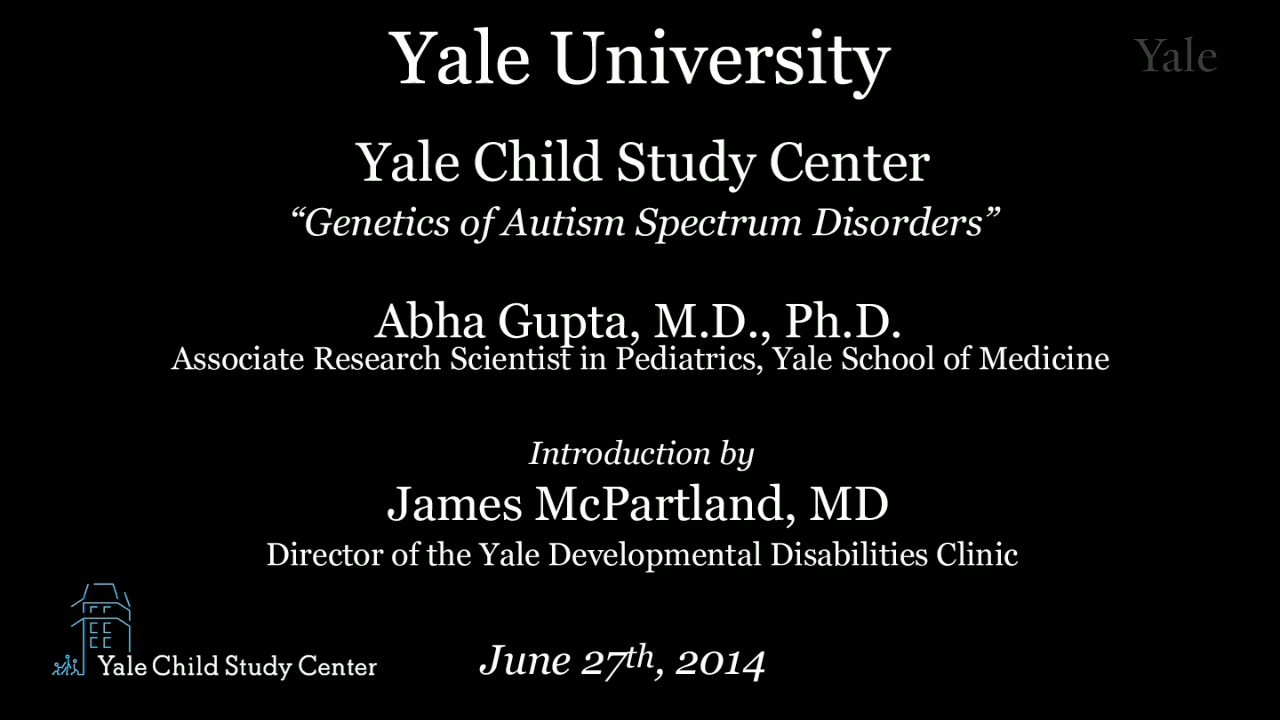 Yale University
Yale
Yale Child Study Center
“Genetics of Autism Spectrum Disorders”
Abha Gupta, M.D., Ph.D.
Associate Research Scientist in Pediatrics, Yale School of Medicine
Introduction by
James McPartland, MD
Director of the Yale Developmental Disabilities Clinic
Yale Child Study Center
June 27th, 2014